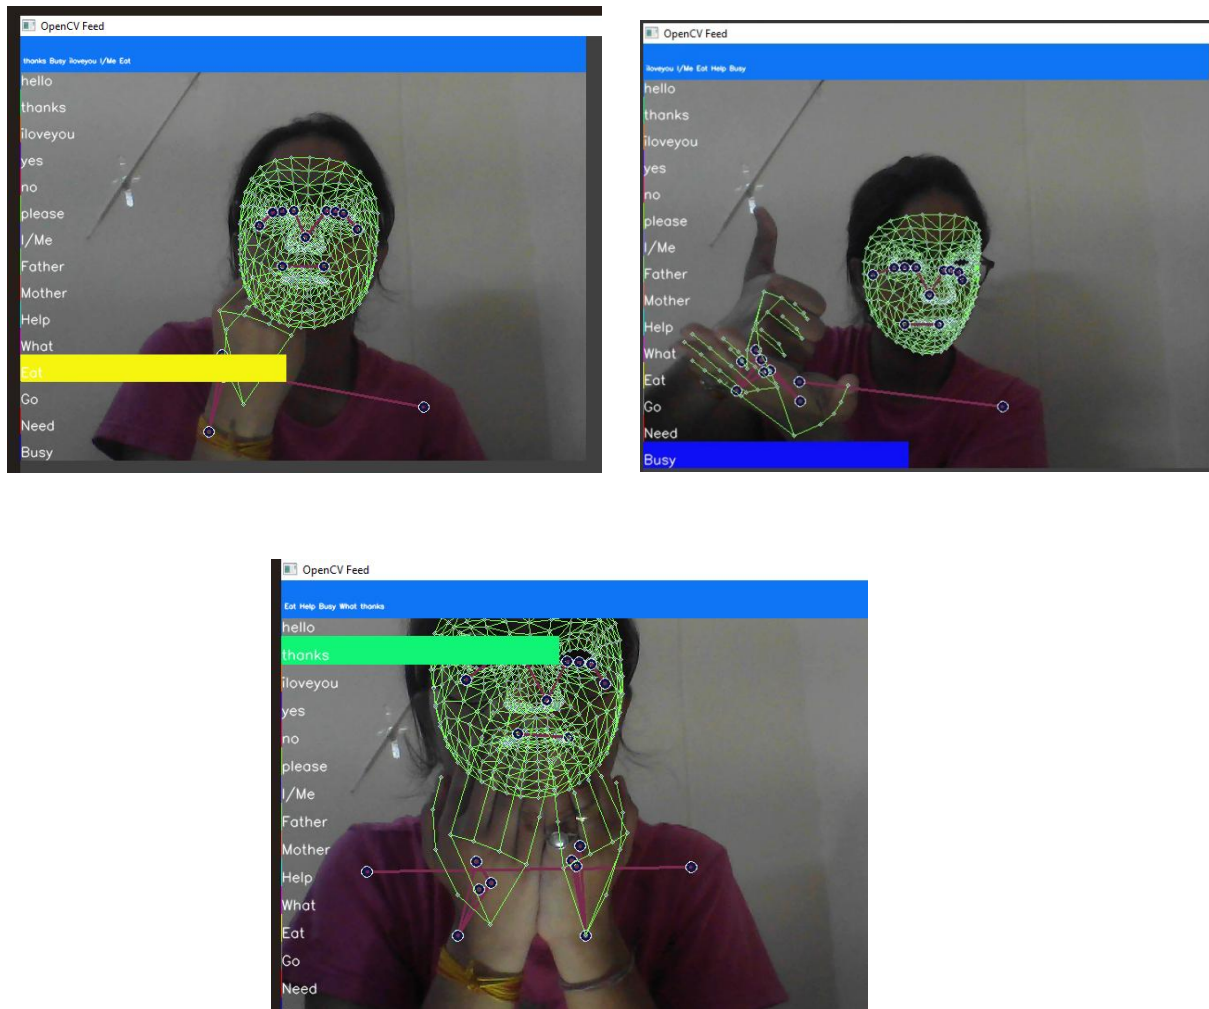 OpenCV Feed
thanks Busy iloveyou I/Me Eat
hello
thanks
iloveyou
yes
no
please
I/Me
Father
Mother
Help
What
Eat
Go
Need
Busy
OpenCV Feed
iloveyou I/Me Eat Help Busy
hello
thanks
iloveyou
yes
no
please
I/Me
Father
Mother
Help
What
Eat
Go
Need
Busy
OpenCV Feed
Eat Help Busy What thanks
hello
thanks
iloveyou
yes
no
please
I/Me
Father
Mother
Help
What
Eat
Go
Need